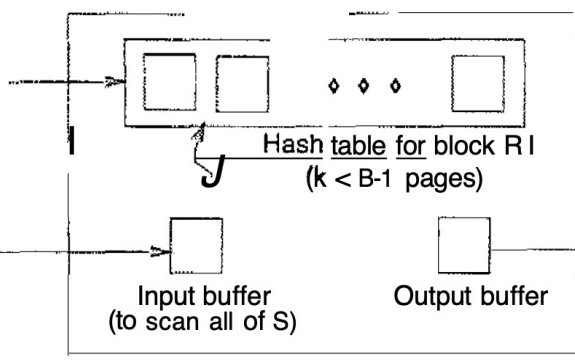 I
J
Hash table for block R I
(k < B-1 pages)
Input buffer
(to scan all of S)
Output buffer